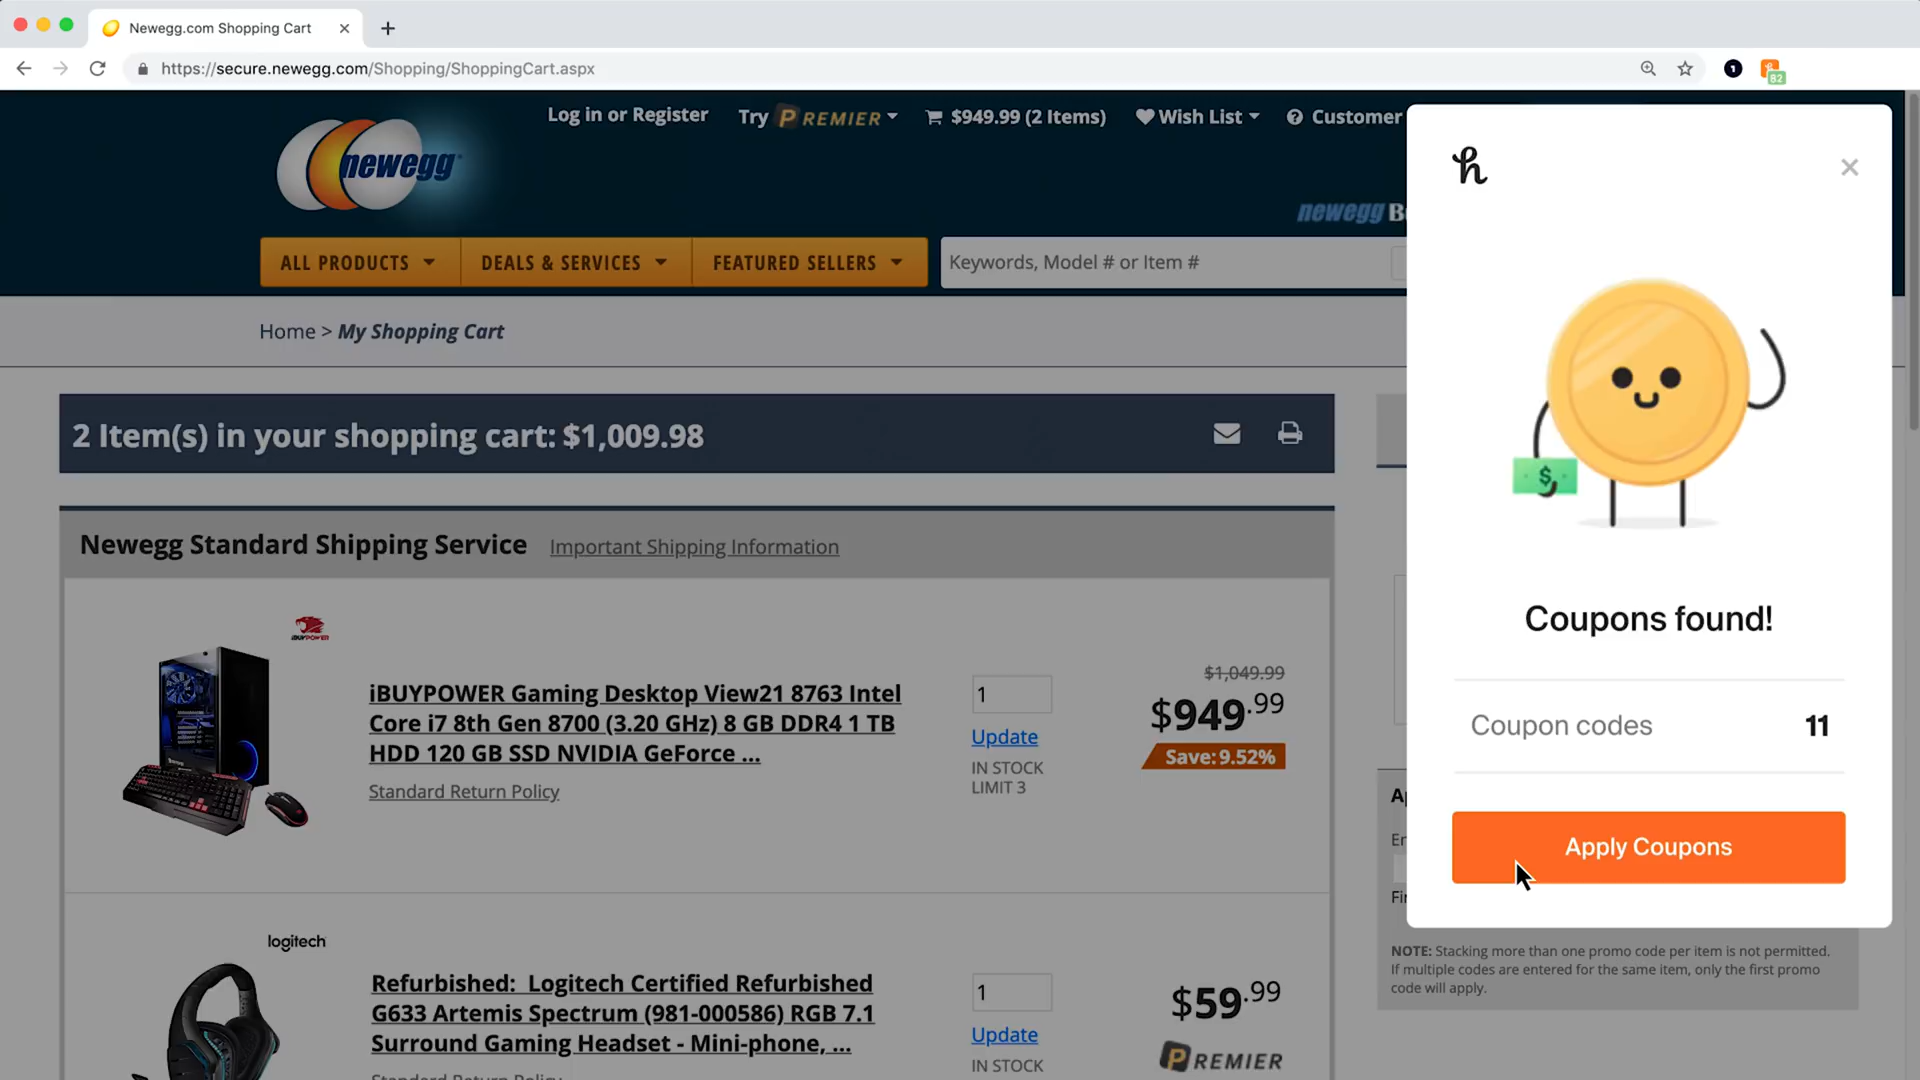 Newegg.com Shopping Cart
https://secure.newegg.com/Shopping/ShoppingCart.aspx
1
82
Log in or Register
Try PREMIER
$949.99 (2 Items)
Wish List
Customer
newegg
newegg
ALL PRODUCTS
DEALS & SERVICES
FEATURED SELLERS
Keywords, Model # or Item #
Home > My Shopping Cart
2 Item(s) in your shopping cart: $1,009.98
Newegg Standard Shipping Service
Important Shipping Information
iBUYPOWER
iBUYPOWER Gaming Desktop View21 8763 Intel
Core i7 8th Gen 8700 (3.20 GHz) 8 GB DDR4 1 TB
HDD 120 GB SSD NVIDIA GeForce ...
Standard Return Policy
1
Update
IN STOCK
LIMIT 3
$1,049.99
$949.99
Save: 9.52%
logitech
Refurbished: Logitech Certified Refurbished
G633 Artemis Spectrum (981-000586) RGB 7.1
Surround Gaming Headset - Mini-phone, ...
Standard Return Policy
1
Update
IN STOCK
$59.99
PREMIER
h
$
Coupons found!
Coupon codes
11
Apply Coupons
NOTE: Stacking more than one promo code per item is not permitted.
If multiple codes are entered for the same item, only the first promo
code will apply.